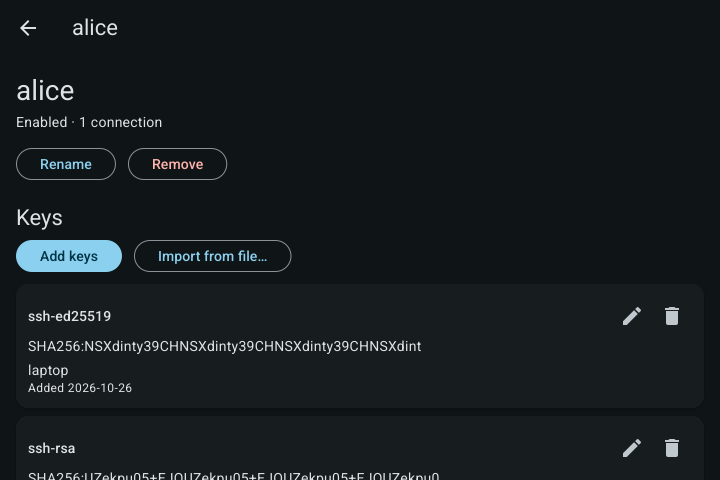 alice
alice
Enabled · 1 connection
Rename
Remove
Keys
Add keys
Import from file…
ssh-ed25519
SHA256:NSXdinty39CHNSXdinty39CHNSXdinty39CHNSXdint
laptop
Added 2026-10-26
ssh-rsa